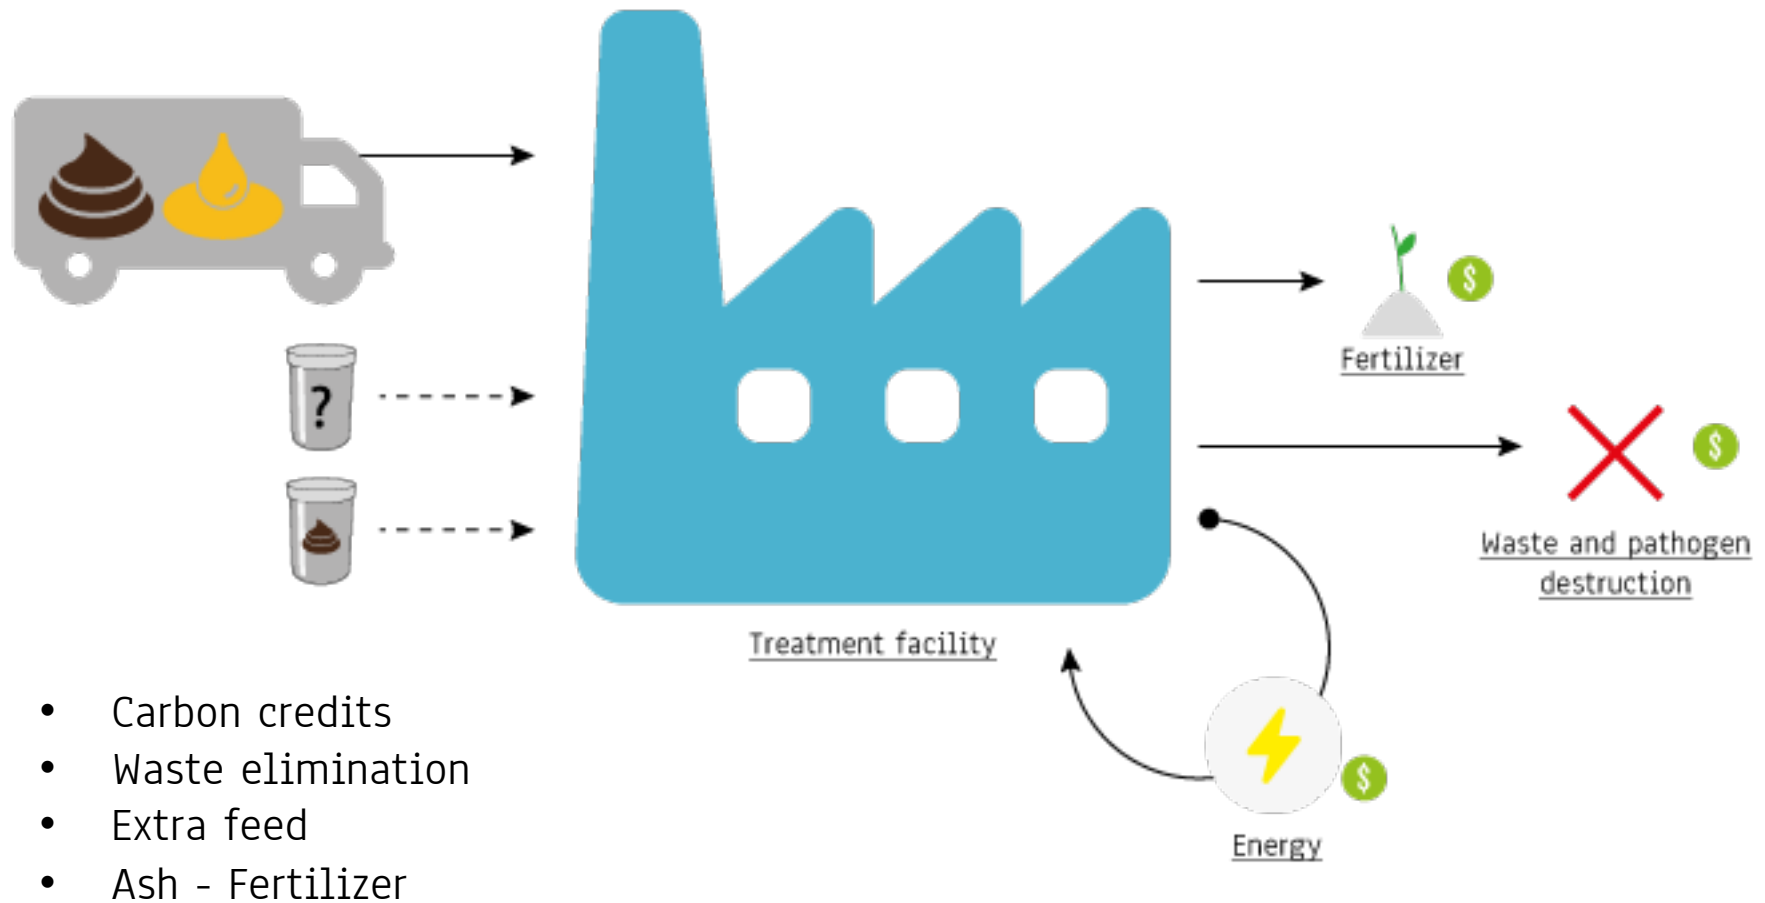 ?
$
Fertilizer
$
Waste and pathogen
destruction
Treatment facility
$
Energy
• Carbon credits
• Waste elimination
• Extra feed
• Ash - Fertilizer